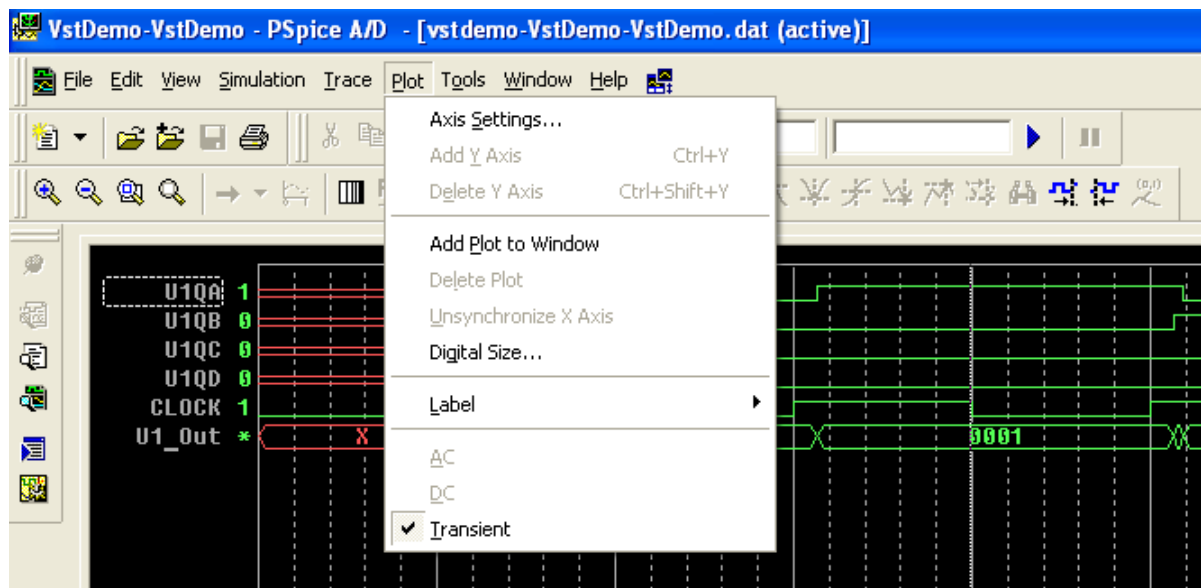 VstDemo-VstDemo - PSpice A/D - [vstdemo-VstDemo-VstDemo.dat (active)]
File Edit View Simulation Trace Plot Tools Window Help
Axis Settings...
Add Y Axis Ctrl+Y
Delete Y Axis Ctrl+Shift+Y
Add Plot to Window
Delete Plot
Unsynchronize X Axis
Digital Size...
Label
AC
DC
Transient
(0,0)
U1QA 1
U1QB 0
U1QC 0
U1QD 0
CLOCK 1
U1_Out * X 0001